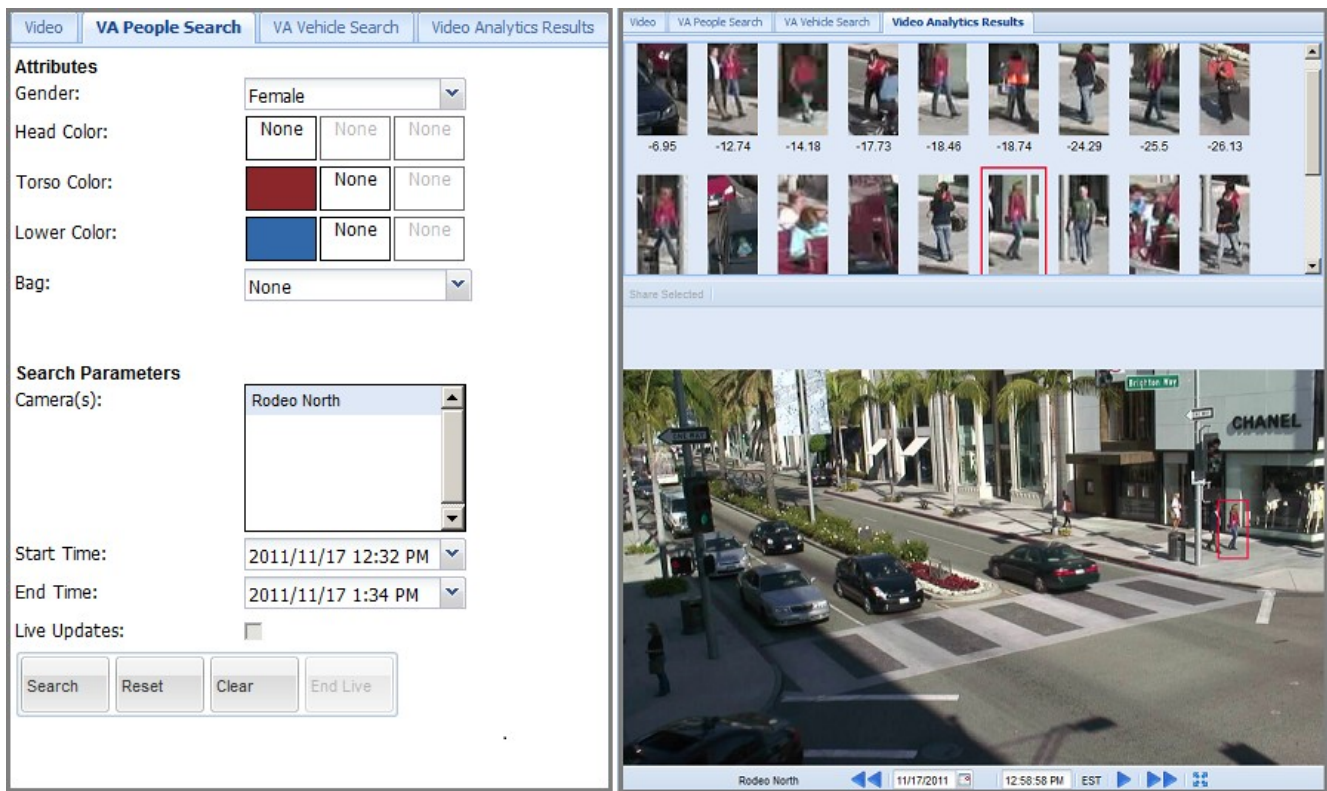 Video VA People Search VA Vehicle Search Video Analytics Results
Attributes
Gender: Female
Head Color: None None None
Torso Color: None None
Lower Color: None None
Bag: None
Search Parameters
Camera(s): Rodeo North
Start Time: 2011/11/17 12:32 PM
End Time: 2011/11/17 1:34 PM
Live Updates:
Search Reset Clear End Live
Video VA People Search VA Vehicle Search Video Analytics Results
-6.95 -12.74 -14.18 -17.73 -18.46 -18.74 -24.29 -25.5 -26.13
Share Selected
Brighton Way
ONE WAY
ONE WAY
CHANEL
Rodeo North 11/17/2011 12:58:58 PM EST